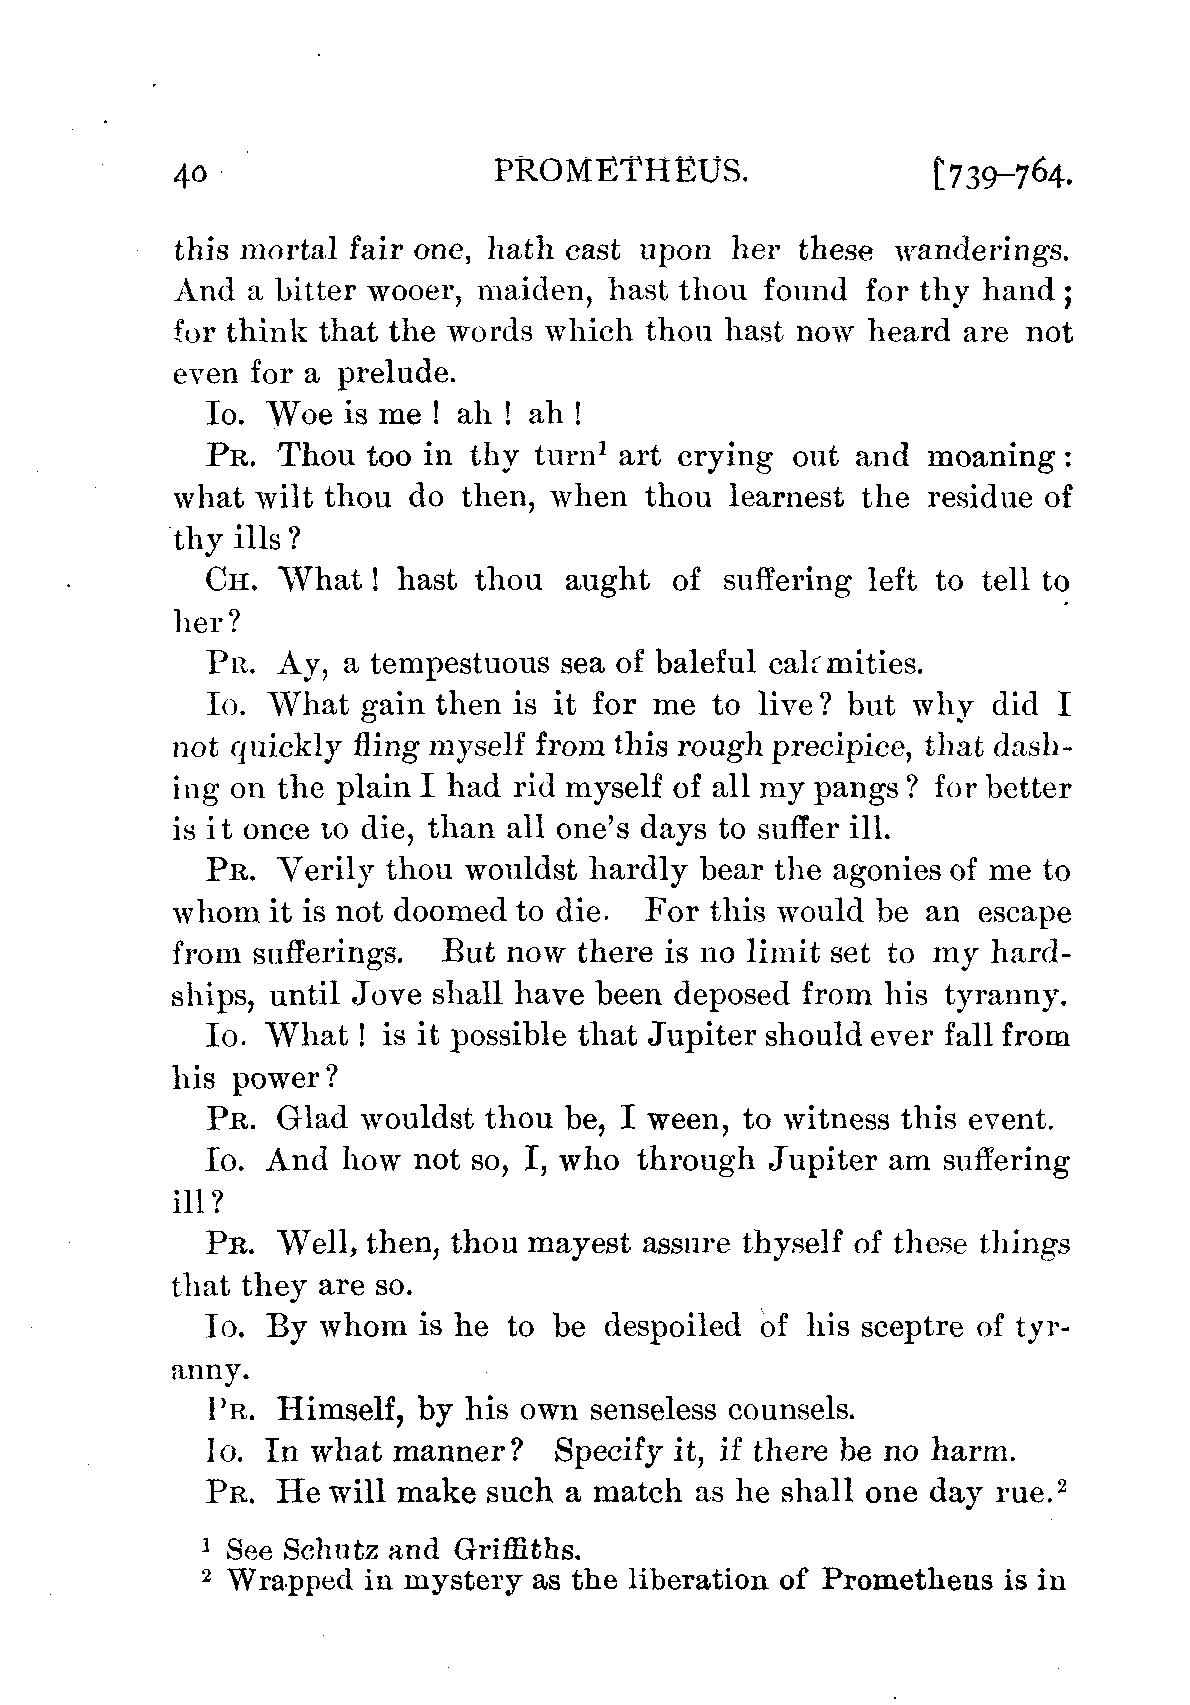 40 PROMETHEUS. [739–764.
this mortal fair one, hath cast upon her these wanderings.
And a bitter wooer, maiden, hast thou found for thy hand;
for think that the words which thou hast now heard are not
even for a prelude.
Io. Woe is me! ah! ah!
PR. Thou too in thy turn¹ art crying out and moaning:
what wilt thou do then, when thou learnest the residue of
thy ills?
CH. What! hast thou aught of suffering left to tell to
her?
PR. Ay, a tempestuous sea of baleful calamities.
Io. What gain then is it for me to live? but why did I
not quickly fling myself from this rough precipice, that dash-
ing on the plain I had rid myself of all my pangs? for better
is it once to die, than all one's days to suffer ill.
PR. Verily thou wouldst hardly bear the agonies of me to
whom it is not doomed to die. For this would be an escape
from sufferings. But now there is no limit set to my hard-
ships, until Jove shall have been deposed from his tyranny.
Io. What! is it possible that Jupiter should ever fall from
his power?
PR. Glad wouldst thou be, I ween, to witness this event.
Io. And how not so, I, who through Jupiter am suffering
ill?
PR. Well, then, thou mayest assure thyself of these things
that they are so.
Io. By whom is he to be despoiled of his sceptre of tyr-
anny.
PR. Himself, by his own senseless counsels.
Io. In what manner? Specify it, if there be no harm.
PR. He will make such a match as he shall one day rue.²
¹ See Schutz and Griffiths.
² Wrapped in mystery as the liberation of Prometheus is in